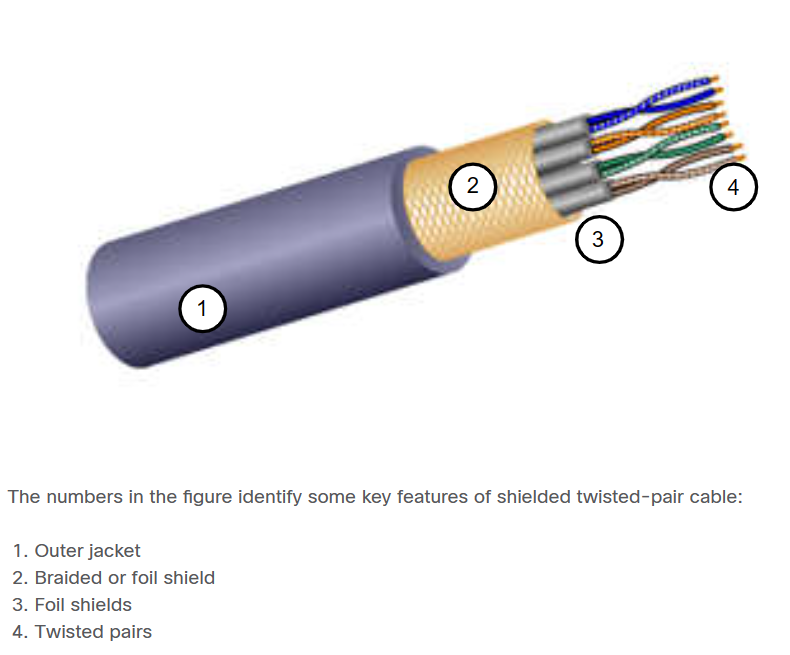 2
4
3
1
The numbers in the figure identify some key features of shielded twisted-pair cable:
1. Outer jacket
2. Braided or foil shield
3. Foil shields
4. Twisted pairs